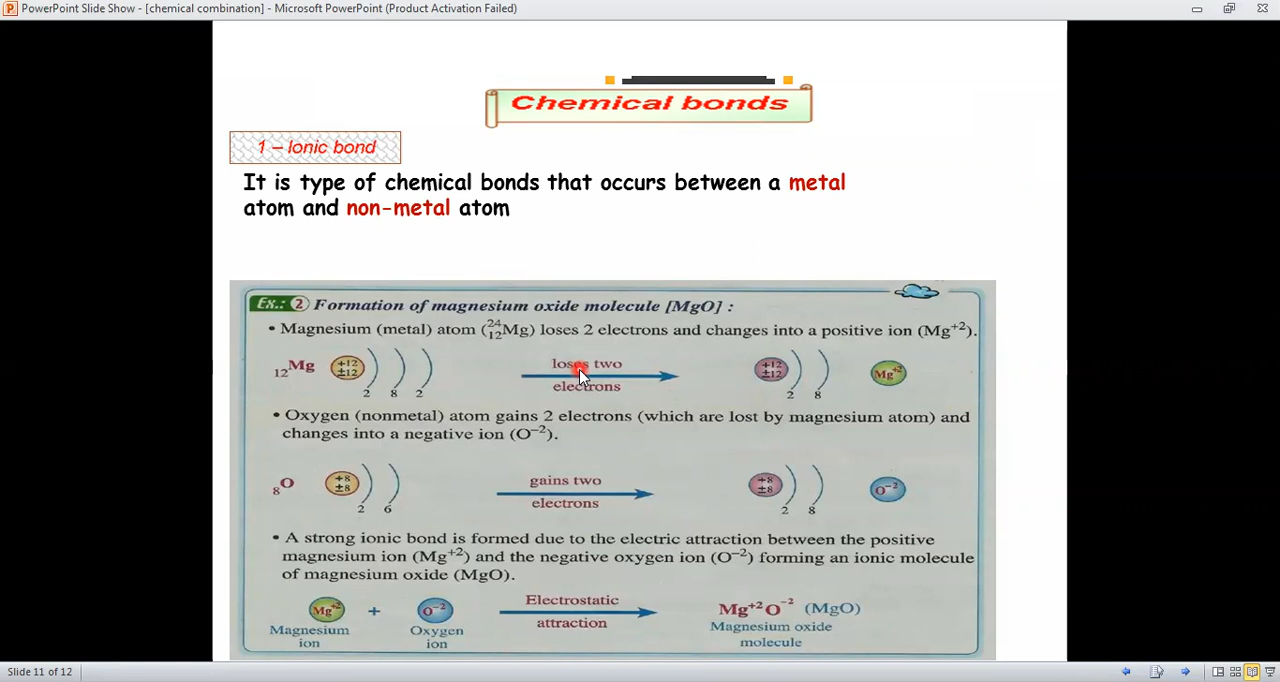 PowerPoint Slide Show - [chemical combination] - Microsoft PowerPoint (Product Activation Failed)
Chemical bonds
1 – Ionic bond
It is type of chemical bonds that occurs between a metal
atom and non-metal atom
Ex.: 2 Formation of magnesium oxide molecule [MgO] :
• Magnesium (metal) atom (²⁴₁₂Mg) loses 2 electrons and changes into a positive ion (Mg⁺²).
₁₂Mg +12 ±12 2 8 2 loses two electrons +12 ±12 2 8 Mg⁺²
• Oxygen (nonmetal) atom gains 2 electrons (which are lost by magnesium atom) and
changes into a negative ion (O⁻²).
₈O +8 ±8 2 6 gains two electrons +8 ±8 2 8 O⁻²
• A strong ionic bond is formed due to the electric attraction between the positive
magnesium ion (Mg⁺²) and the negative oxygen ion (O⁻²) forming an ionic molecule
of magnesium oxide (MgO).
Mg⁺² + O⁻² Electrostatic attraction Mg⁺²O⁻² (MgO)
Magnesium ion Oxygen ion Magnesium oxide molecule
Slide 11 of 12